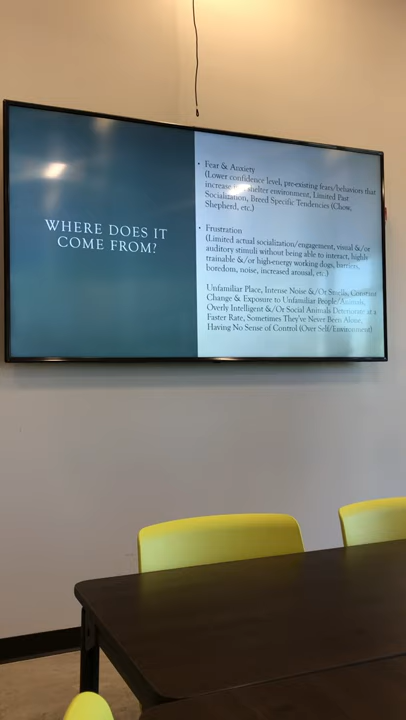 WHERE DOES IT
COME FROM?
• Fear & Anxiety
(Lower confidence level, pre-existing fears/behaviors that
increase shelter environment, Limited Past
Socialization, Breed Specific Tendencies (Chow,
Shepherd, etc.)
• Frustration
(Limited actual socialization/engagement, visual &/or
auditory stimuli without being able to interact, highly
trainable &/or high-energy working dogs, barriers,
boredom, noise, increased arousal, etc.)
Unfamiliar Place, Intense Noise &/Or Smells, Constant
Change & Exposure to Unfamiliar People/Animals,
Overly Intelligent &/Or Social Animals Deteriorate at a
Faster Rate, Sometimes They've Never Been Alone,
Having No Sense of Control (Over Self/Environment)